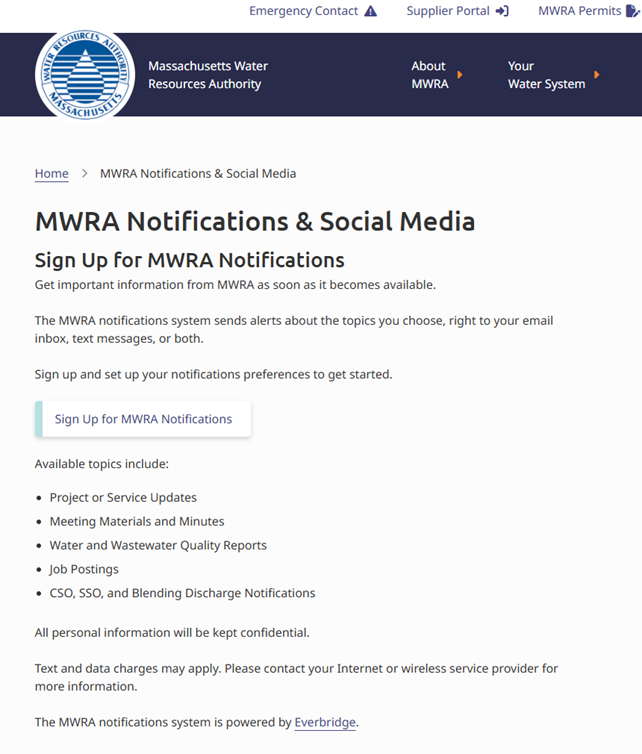 Emergency Contact
Supplier Portal
MWRA Permits
WATER RESOURCES AUTHORITY
MASSACHUSETTS
Massachusetts Water
Resources Authority
About
MWRA
Your
Water System
Home
MWRA Notifications & Social Media
MWRA Notifications & Social Media
Sign Up for MWRA Notifications
Get important information from MWRA as soon as it becomes available.
The MWRA notifications system sends alerts about the topics you choose, right to your email
inbox, text messages, or both.
Sign up and set up your notifications preferences to get started.
Sign Up for MWRA Notifications
Available topics include:
• Project or Service Updates
• Meeting Materials and Minutes
• Water and Wastewater Quality Reports
• Job Postings
• CSO, SSO, and Blending Discharge Notifications
All personal information will be kept confidential.
Text and data charges may apply. Please contact your Internet or wireless service provider for
more information.
The MWRA notifications system is powered by Everbridge.